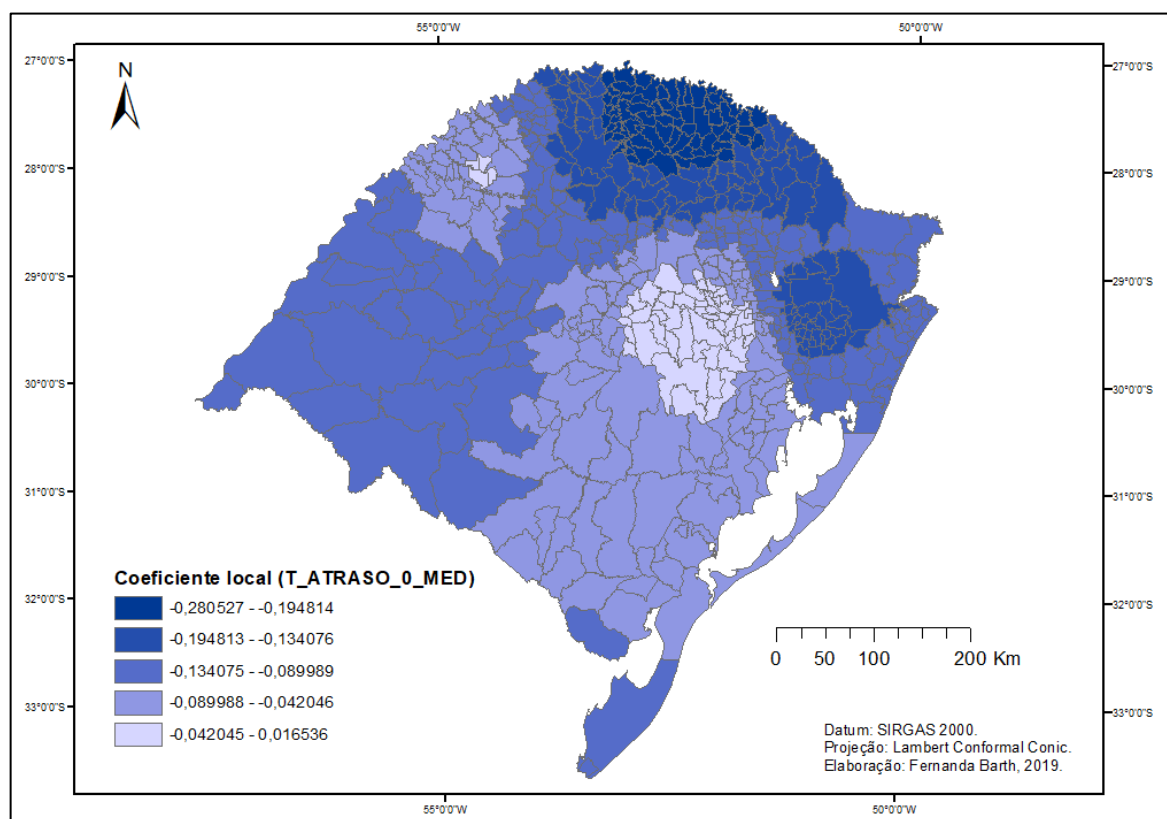 55°0'0"W 50°0'0"W
27°0'0"S 27°0'0"S
N
28°0'0"S 28°0'0"S
29°0'0"S 29°0'0"S
30°0'0"S 30°0'0"S
31°0'0"S 31°0'0"S
Coeficiente local (T_ATRASO_0_MED)
-0,280527 - -0,194814
-0,194813 - -0,134076
-0,134075 - -0,089989
-0,089988 - -0,042046
-0,042045 - 0,016536
32°0'0"S 32°0'0"S
0 50 100 200 Km
33°0'0"S 33°0'0"S
Datum: SIRGAS 2000.
Projeção: Lambert Conformal Conic.
Elaboração: Fernanda Barth, 2019.
55°0'0"W 50°0'0"W